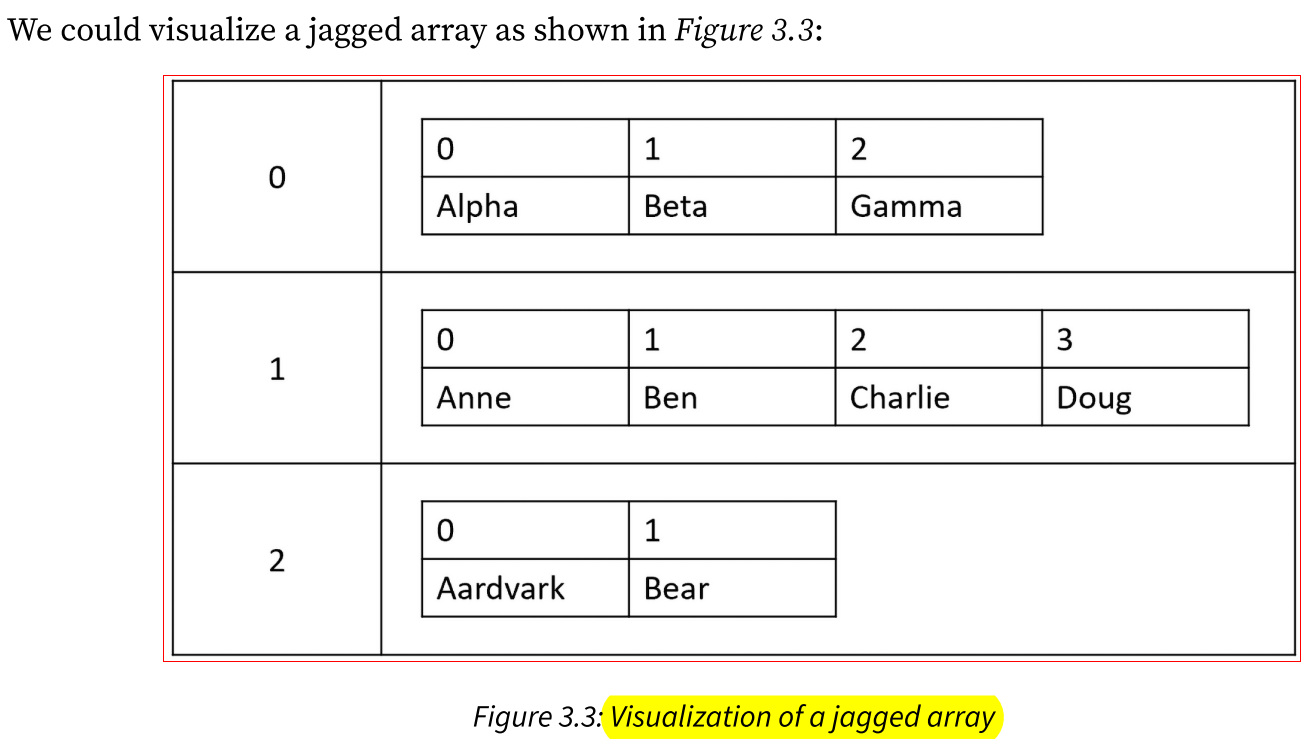 We could visualize a jagged array as shown in Figure 3.3:
0 1 2
0
Alpha Beta Gamma
0 1 2 3
1
Anne Ben Charlie Doug
0 1
2
Aardvark Bear
Figure 3.3: Visualization of a jagged array